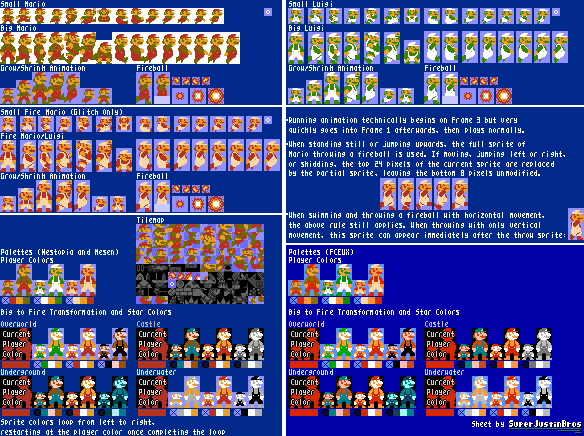 Small Mario
Big Mario
Grow/Shrink Animation
Fireball
Small Fire Mario (Glitch Only)
Fire Mario/Luigi
Grow/Shrink Animation
Fireball
Tilemap
Palettes (Nestopia and Mesen)
Player Colors
Big to Fire Transformation and Star Colors
Overworld
Castle
Current
Player
Color
Current
Player
Color
Underground
Underwater
Current
Player
Color
Current
Player
Color
Sprite colors loop from left to right,
restarting at the player color once completing the loop
Small Luigi
Big Luigi
Grow/Shrink Animation
Fireball
Running animation technically begins on Frame 3 but very
quickly goes into Frame 1 afterwards, then plays normally.
When standing still or jumping upwards, the full sprite of
Mario throwing a fireball is used. If moving, jumping left or right,
or Skidding, the top 24 pixels of the current sprite are replaced
by the partial sprite, leaving the bottom 8 pixels unmodified.
When swimming and throwing a fireball with horizontal movement,
the above rule still applies. When throwing with only vertical
movement, this sprite can appear immediately after the throw sprite:
Palettes (FCEUX)
Player Colors
Big to Fire Transformation and Star Colors
Overworld
Castle
Current
Player
Color
Current
Player
Color
Underground
Underwater
Current
Player
Color
Current
Player
Color
Sheet by SuperJustinBros